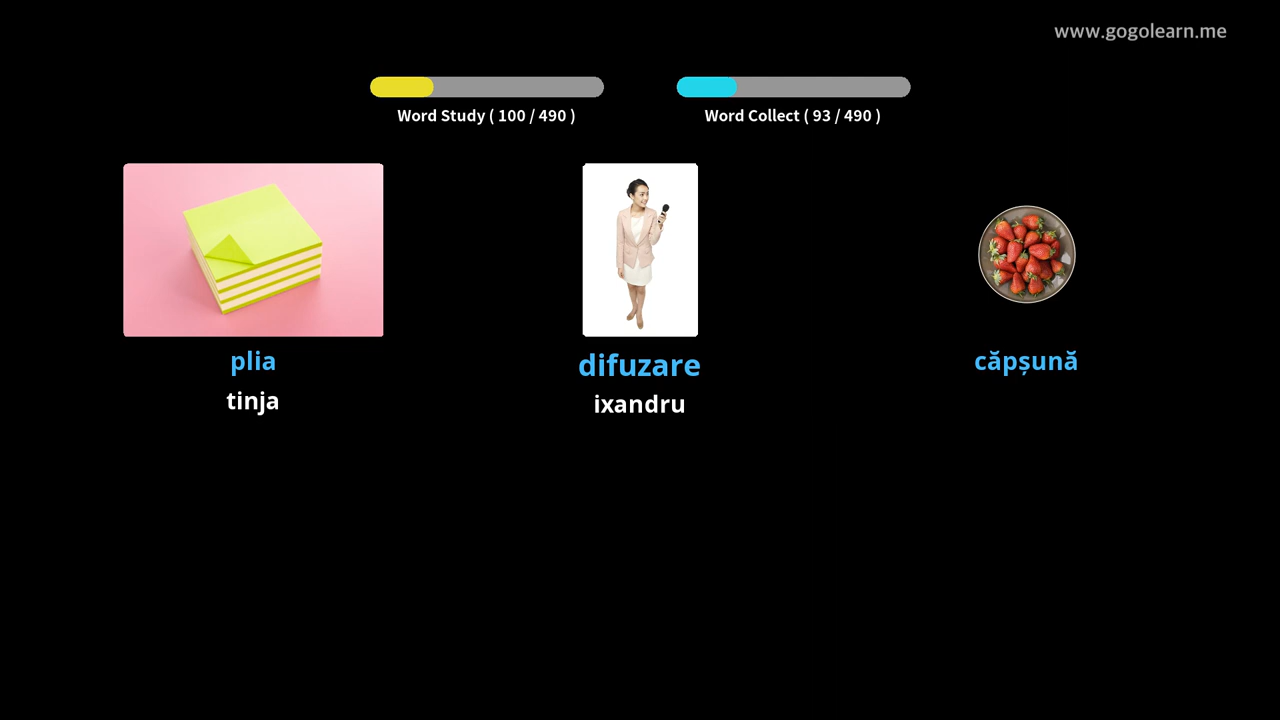 www.gogolearn.me
Word Study ( 100 / 490 )
Word Collect ( 93 / 490 )
plia
difuzare
căpșună
tinja
ixandru